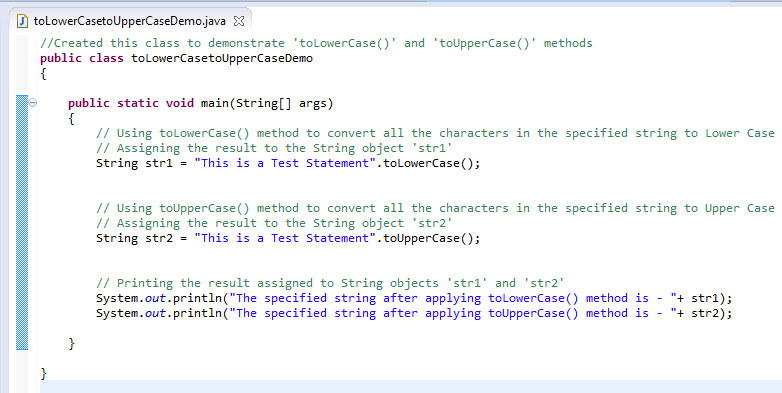 toLowerCasetoUpperCaseDemo.java
//Created this class to demonstrate 'toLowerCase()' and 'toUpperCase()' methods
public class toLowerCasetoUpperCaseDemo
{
public static void main(String[] args)
{
// Using toLowerCase() method to convert all the characters in the specified string to Lower Case
// Assigning the result to the String object 'str1'
String str1 = "This is a Test Statement".toLowerCase();
// Using toUpperCase() method to convert all the characters in the specified string to Upper Case
// Assigning the result to the String object 'str2'
String str2 = "This is a Test Statement".toUpperCase();
// Printing the result assigned to String objects 'str1' and 'str2'
System.out.println("The specified string after applying toLowerCase() method is - "+ str1);
System.out.println("The specified string after applying toUpperCase() method is - "+ str2);
}
}